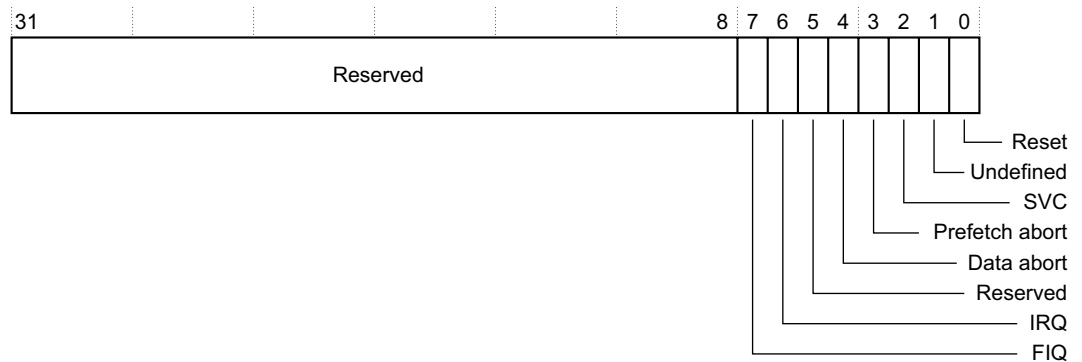 31 8 7 6 5 4 3 2 1 0
Reserved
Reset
Undefined
SVC
Prefetch abort
Data abort
Reserved
IRQ
FIQ